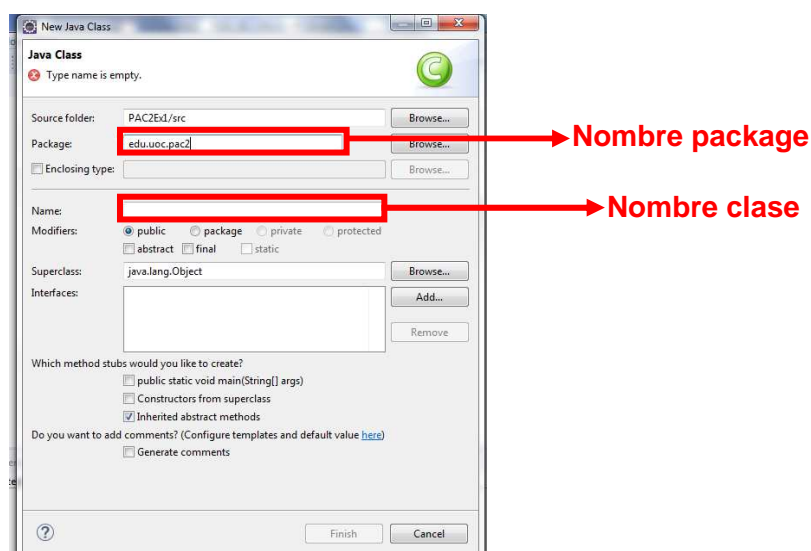 New Java Class
Java Class
Type name is empty.
Source folder: PAC2Ex1/src Browse...
Package: edu.uoc.pac2 Browse...
Nombre package
Enclosing type: Browse...
Name:
Nombre clase
Modifiers: public package private protected
abstract final static
Superclass: java.lang.Object Browse...
Interfaces: Add...
Remove
Which method stubs would you like to create?
public static void main(String[] args)
Constructors from superclass
Inherited abstract methods
Do you want to add comments? (Configure templates and default value here)
Generate comments
? Finish Cancel